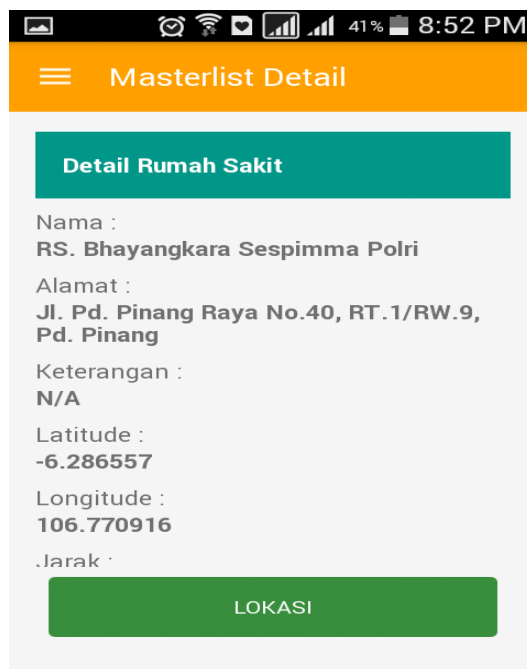 41% 8:52 PM
Masterlist Detail
Detail Rumah Sakit
Nama :
RS. Bhayangkara Sespimma Polri
Alamat :
Jl. Pd. Pinang Raya No.40, RT.1/RW.9,
Pd. Pinang
Keterangan :
N/A
Latitude :
-6.286557
Longitude :
106.770916
Jarak :
LOKASI